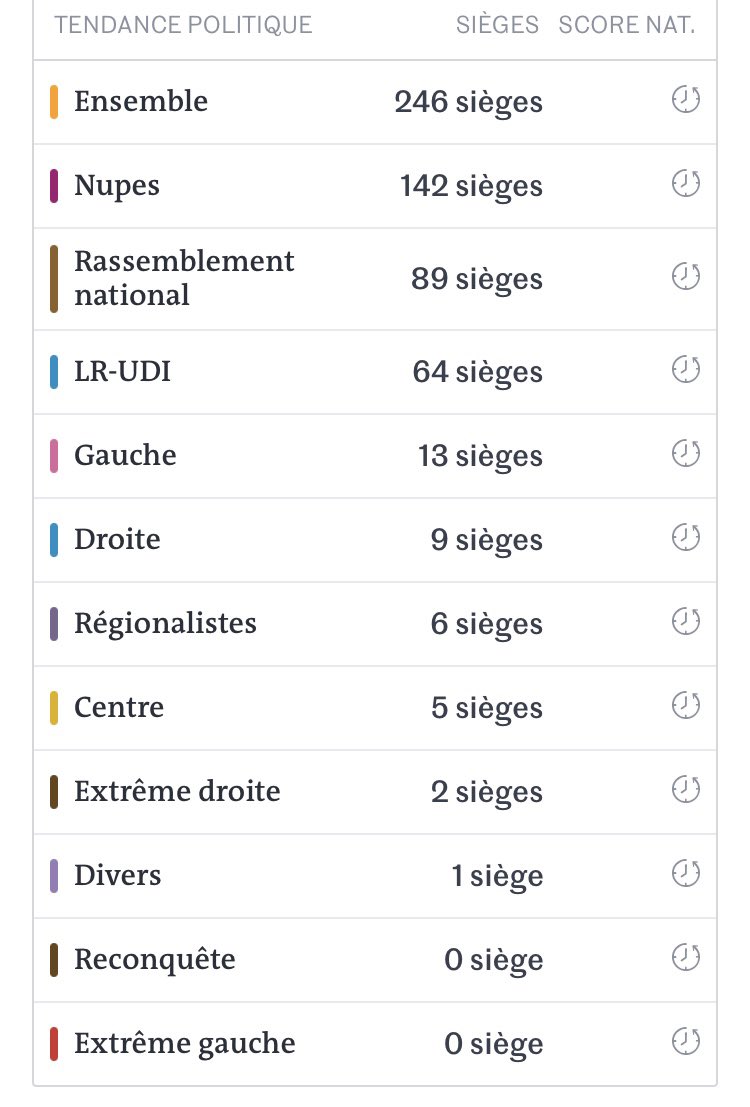 TENDANCE POLITIQUE SIÈGES SCORE NAT.
Ensemble 246 sièges
Nupes 142 sièges
Rassemblement
national 89 sièges
LR-UDI 64 sièges
Gauche 13 sièges
Droite 9 sièges
Régionalistes 6 sièges
Centre 5 sièges
Extrême droite 2 sièges
Divers 1 siège
Reconquête 0 siège
Extrême gauche 0 siège